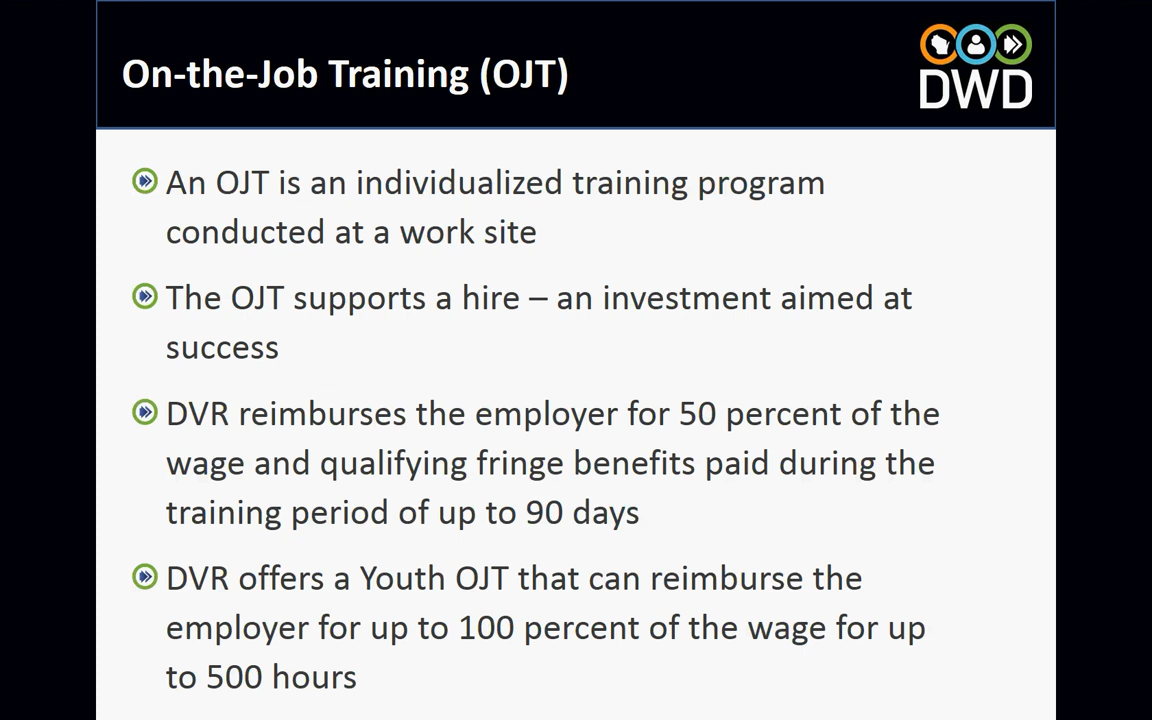 On-the-Job Training (OJT)
DWD
An OJT is an individualized training program
conducted at a work site
The OJT supports a hire – an investment aimed at
success
DVR reimburses the employer for 50 percent of the
wage and qualifying fringe benefits paid during the
training period of up to 90 days
DVR offers a Youth OJT that can reimburse the
employer for up to 100 percent of the wage for up
to 500 hours